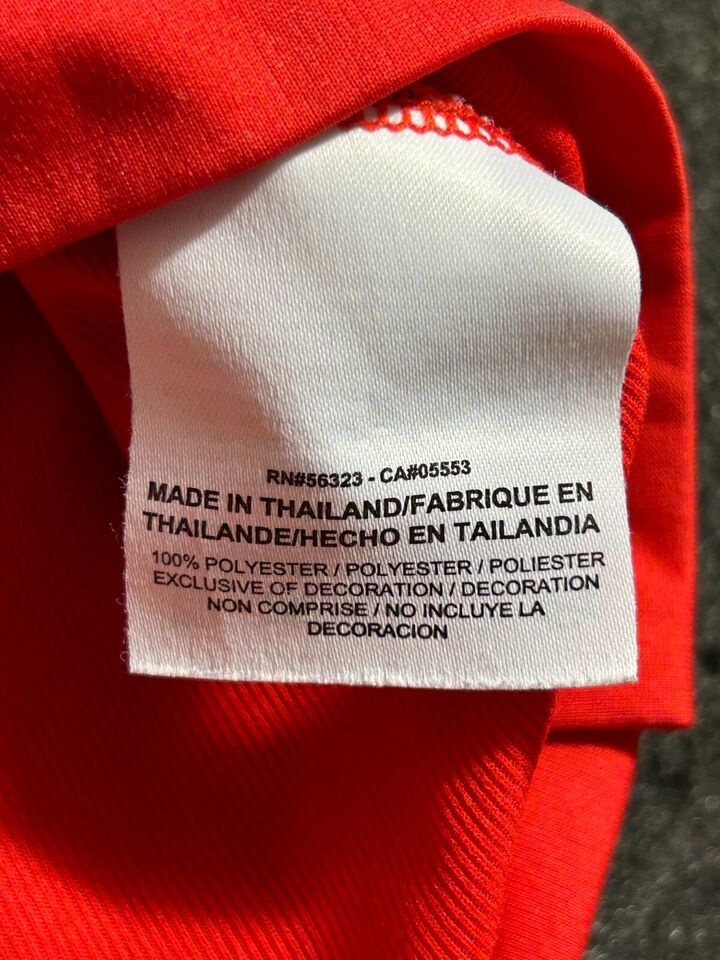 RN#56323 - CA#05553
MADE IN THAILAND/FABRIQUE EN
THAILANDE/HECHO EN TAILANDIA
100% POLYESTER / POLYESTER / POLIESTER
EXCLUSIVE OF DECORATION / DECORATION
NON COMPRISE / NO INCLUYE LA
DECORACION